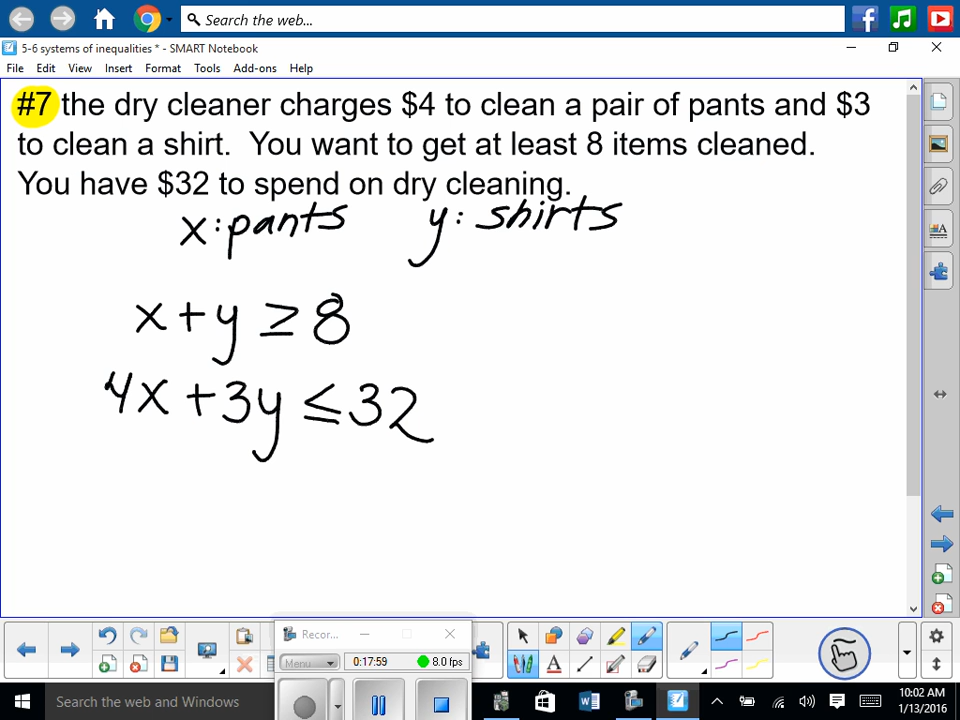 Search the web...
5-6 systems of inequalities * - SMART Notebook
File Edit View Insert Format Tools Add-ons Help
#7 the dry cleaner charges $4 to clean a pair of pants and $3
to clean a shirt. You want to get at least 8 items cleaned.
You have $32 to spend on dry cleaning.
x: pants y: shirts
x + y ≥ 8
4x + 3y ≤ 32
Recor...
Menu 0:17:59 8.0 fps
Search the web and Windows
10:02 AM
1/13/2016